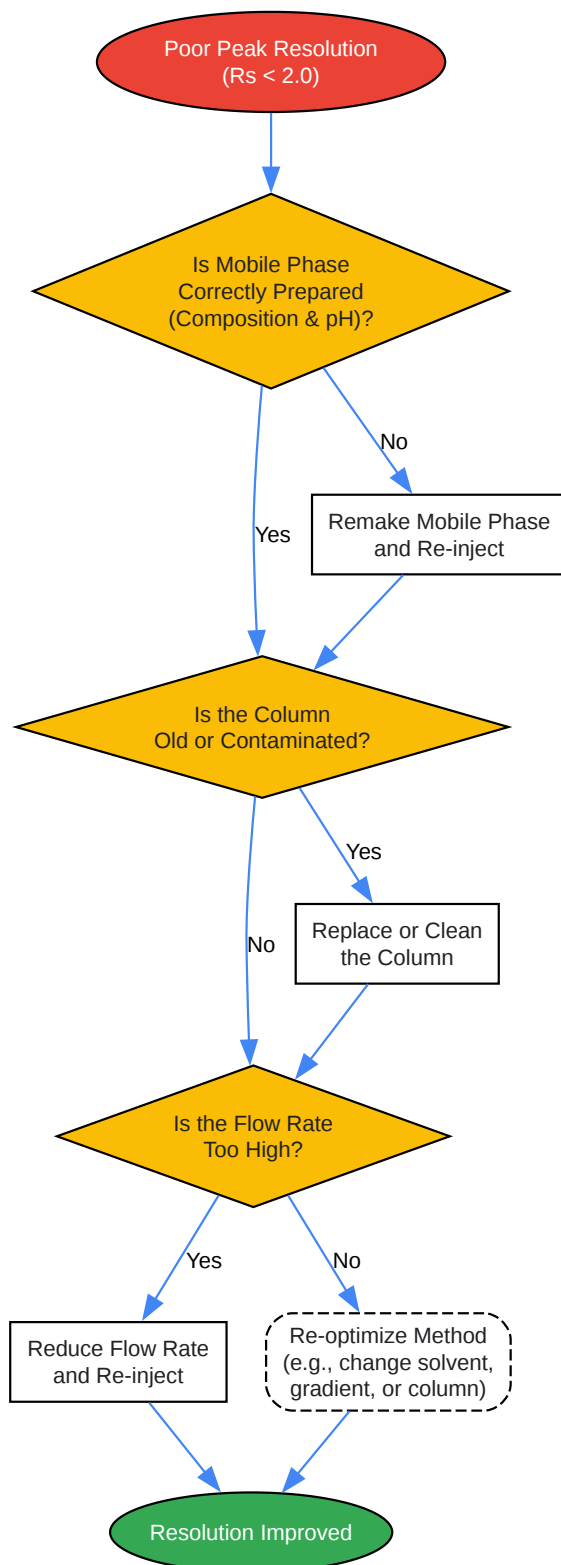 Poor Peak Resolution
(Rs < 2.0)
Is Mobile Phase
Correctly Prepared
(Composition & pH)?
No
Yes
Remake Mobile Phase
and Re-inject
Is the Column
Old or Contaminated?
Yes
No
Replace or Clean
the Column
Is the Flow Rate
Too High?
Yes
No
Reduce Flow Rate
and Re-inject
Re-optimize Method
(e.g., change solvent,
gradient, or column)
Resolution Improved